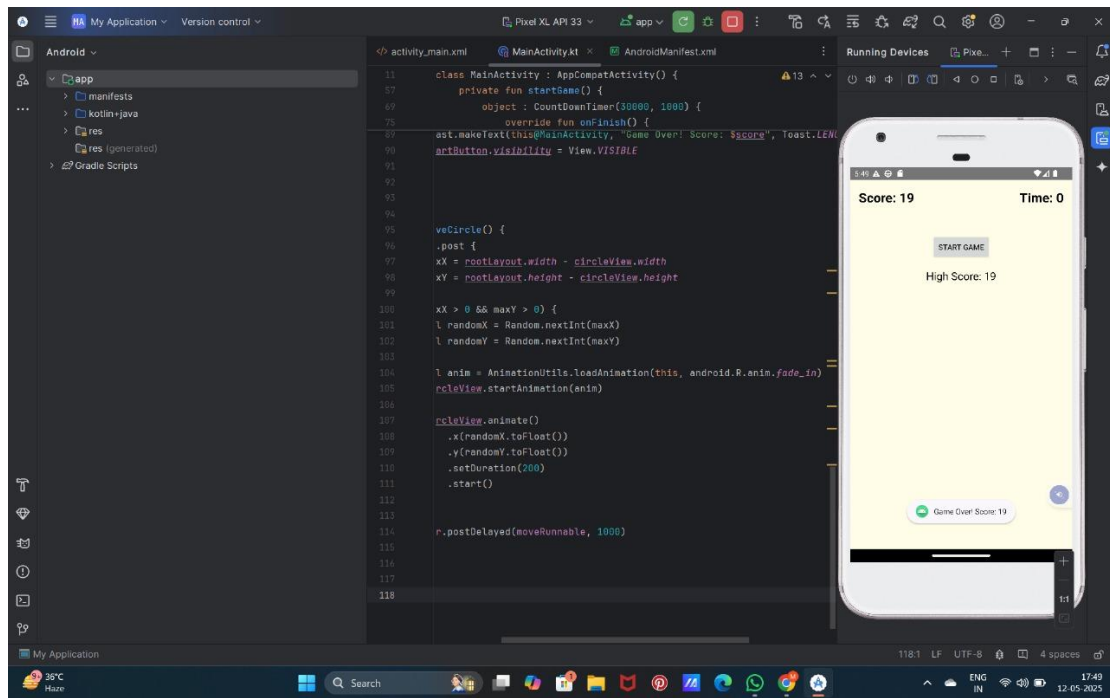 MA My Application Version control
Pixel XL API 33
app
Android
activity_main.xml MainActivity.kt AndroidManifest.xml
Running Devices Pixe...
app
manifests
kotlin+java
res
res (generated)
Gradle Scripts
11 class MainActivity : AppCompatActivity() {
13
57 private fun startGame() {
69 object : CountDownTimer(30000, 1000) {
75 override fun onFinish() {
89 ast.makeText(this@MainActivity, "Game Over! Score: $score", Toast.LEN
90 artButton.visibility = View.VISIBLE
91
92
93
94
95 veCircle() {
96 .post {
97 xX = rootLayout.width - circleView.width
98 xY = rootLayout.height - circleView.height
99
100 xX > 0 && maxY > 0) {
101 l randomX = Random.nextInt(maxX)
102 l randomY = Random.nextInt(maxY)
103
104 l anim = AnimationUtils.loadAnimation(this, android.R.anim.fade_in)
105 rcleView.startAnimation(anim)
106
107 rcleView.animate()
108 .x(randomX.toFloat())
109 .y(randomY.toFloat())
110 .setDuration(200)
111 .start()
112
113
114 r.postDelayed(moveRunnable, 1000)
115
116
117
118
5:49
Score: 19 Time: 0
START GAME
High Score: 19
Game Over! Score: 19
1:1
My Application
118:1 LF UTF-8 4 spaces
36°C
Haze
Search
ENG
IN
17:49
12-05-2025